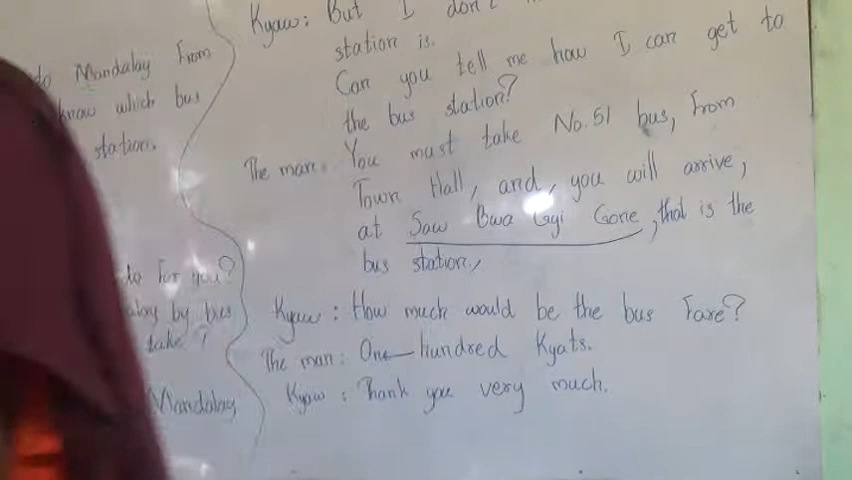 to Mandalay From
know which bus
station.
to for you?
by bus
take?
Mandalay
Kyaw: But I don't
station is.
Can you tell me how I can get to
the bus station?
The man: You must take No.51 bus, From
Town Hall, and, you will arrive,
at Saw Bwa Gyi Gone, that is the
bus station,
Kyaw: How much would be the bus Fare?
The man: One hundred Kyats.
Kyaw: Thank you very much.